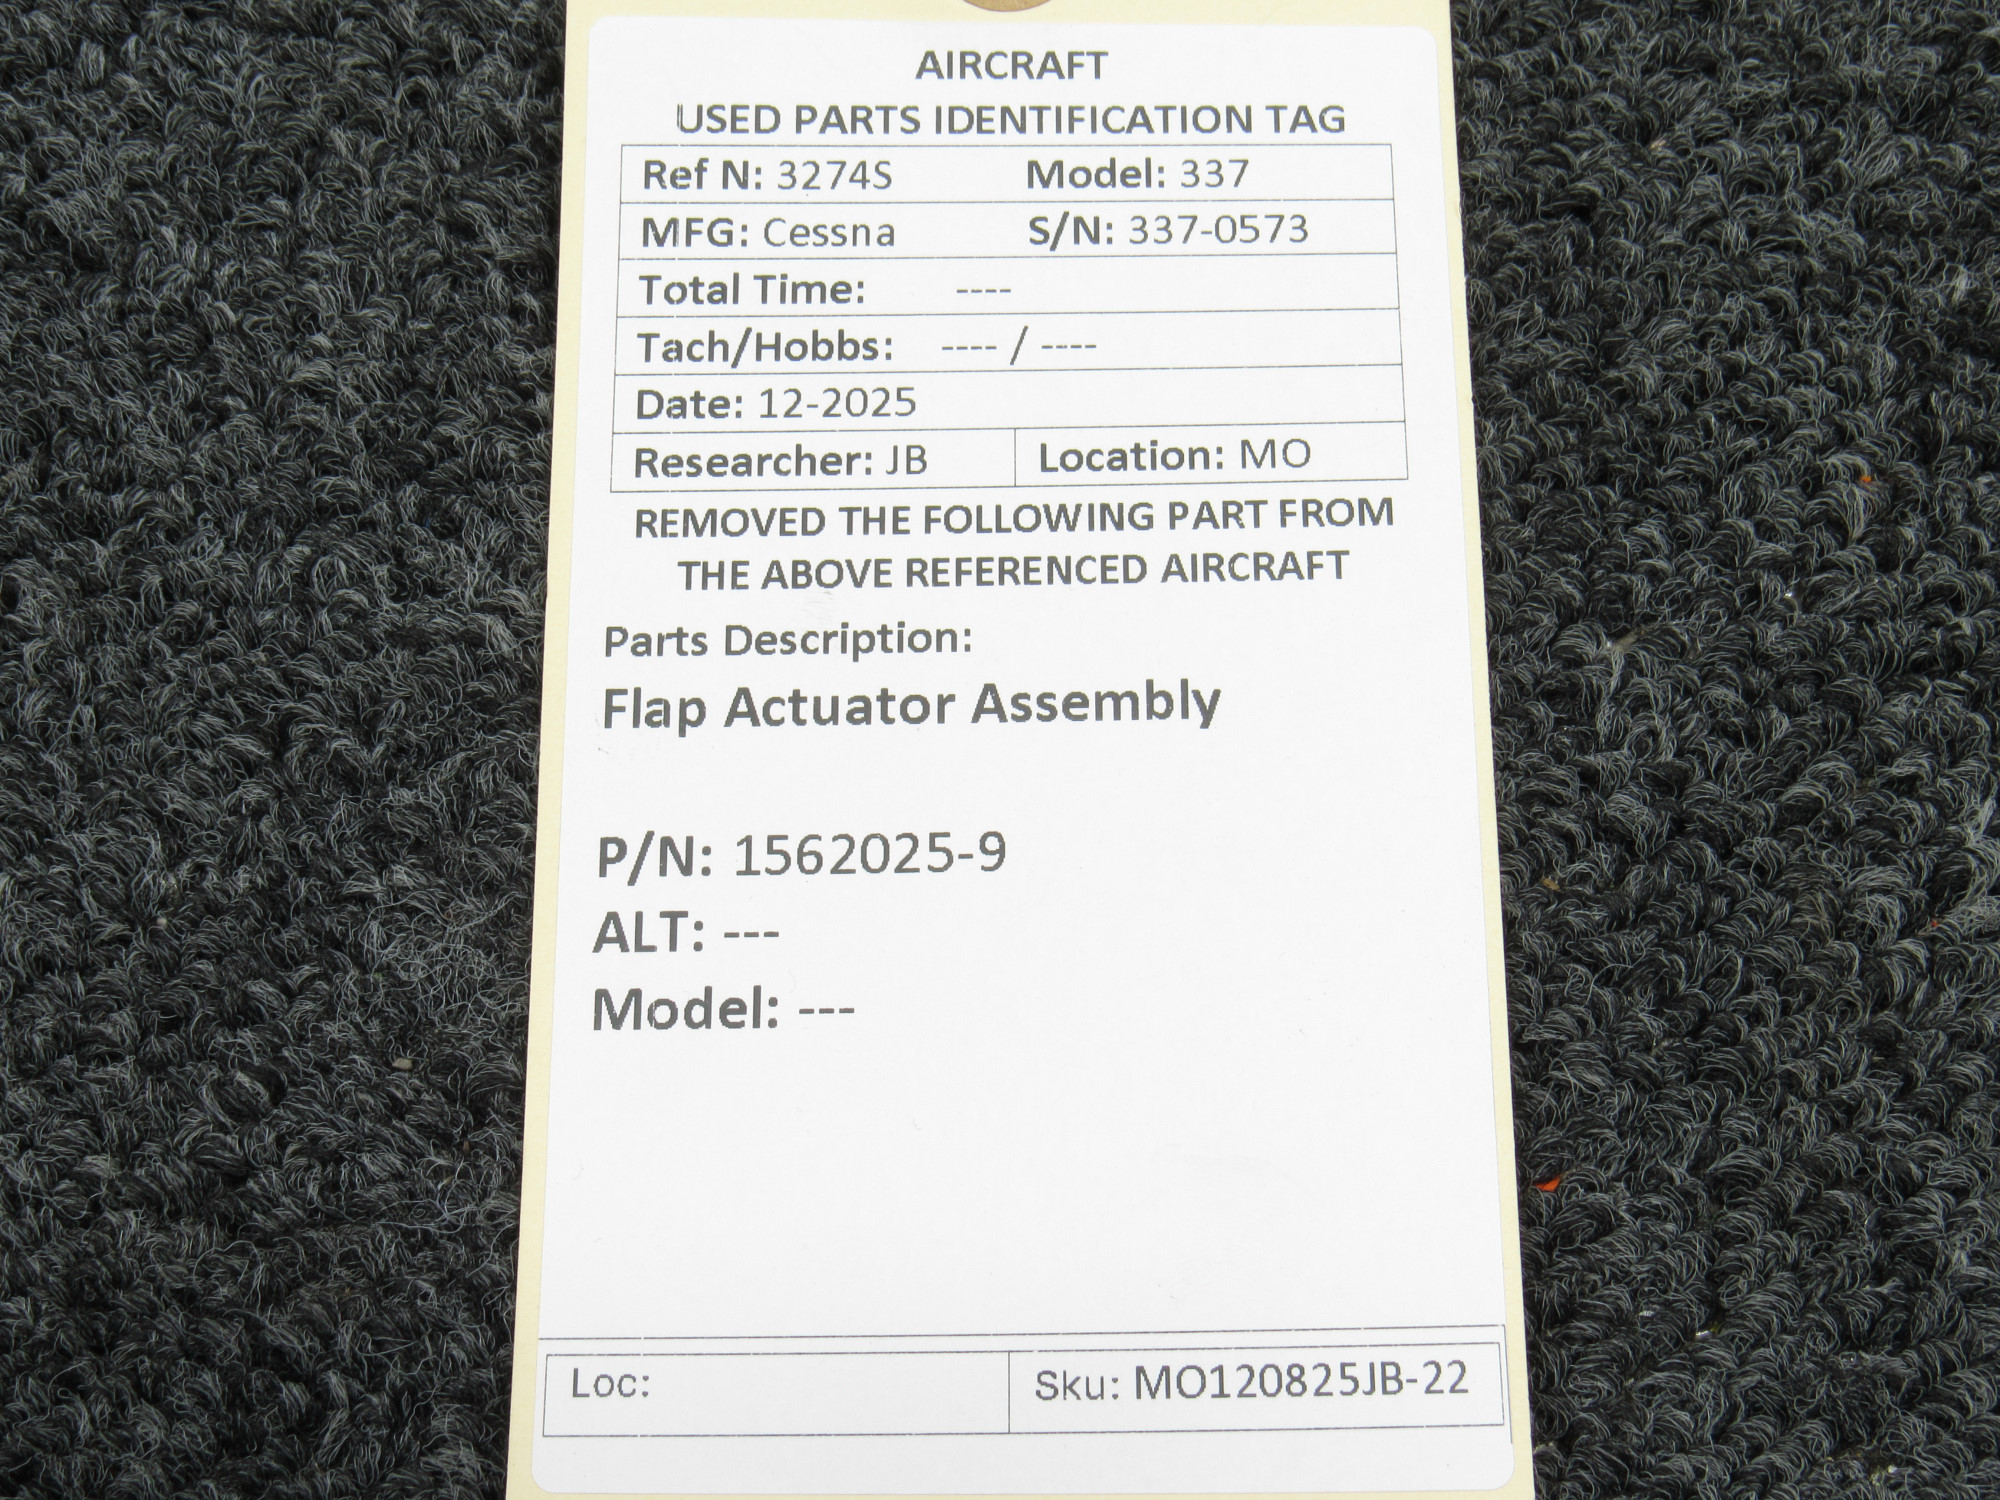 AIRCRAFT
USED PARTS IDENTIFICATION TAG
Ref N: 3274S Model: 337
MFG: Cessna S/N: 337-0573
Total Time: ----
Tach/Hobbs: ---- / ----
Date: 12-2025
Researcher: JB Location: MO
REMOVED THE FOLLOWING PART FROM
THE ABOVE REFERENCED AIRCRAFT
Parts Description:
Flap Actuator Assembly
P/N: 1562025-9
ALT: ---
Model: ---
Loc: Sku: MO120825JB-22